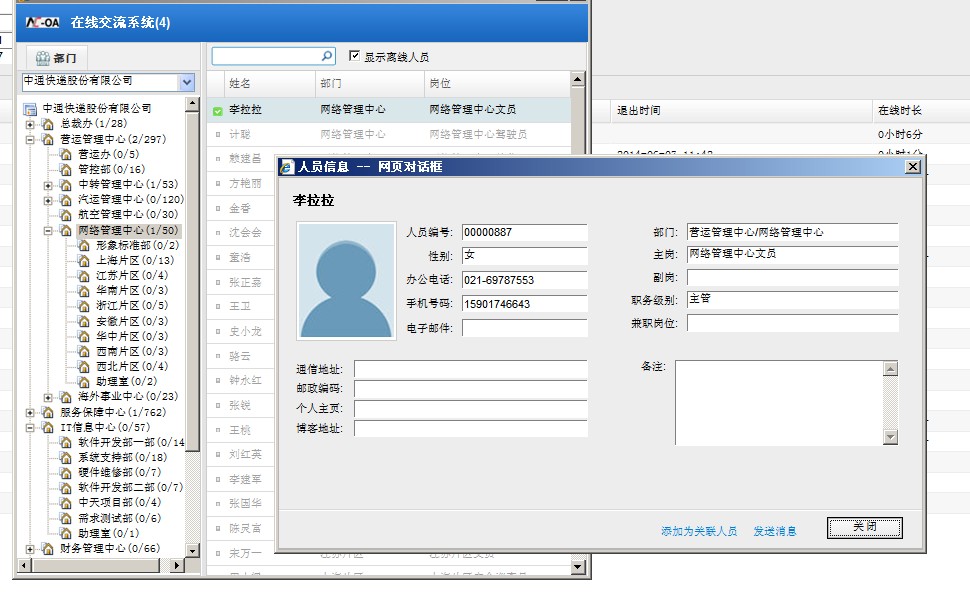 AC-OA 在线交流系统(4)
部门
中通快递股份有限公司
中通快递股份有限公司
总裁办(1/28)
营运管理中心(2/297)
营运办(0/5)
管控部(0/16)
中转管理中心(1/53)
汽运管理中心(0/120)
航空管理中心(0/30)
网络管理中心(1/50)
形象标准部(0/2)
上海片区(0/13)
江苏片区(0/4)
华南片区(0/3)
浙江片区(0/5)
安徽片区(0/3)
华中片区(0/3)
西南片区(0/3)
西北片区(0/4)
助理室(0/2)
海外事业中心(0/23)
服务保障中心(1/762)
IT信息中心(0/57)
软件开发部一部(0/14
系统支持部(0/18)
硬件维修部(0/7)
软件开发部二部(0/7)
中天项目部(0/4)
需求测试部(0/6)
助理室(0/1)
财务管理中心(0/66)
显示离线人员
姓名 部门 岗位
李拉拉 网络管理中心 网络管理中心文员
计聪 网络管理中心 网络管理中心驾驶员
赖建昌
方艳丽
金香
沈会会
童浩
张正豪
王卫
史小龙
骆云
钟永红
张锐
王桃
刘红英
李建军
张国华
陈灵富
宋万一
退出时间 在线时长
0小时6分
人员信息 -- 网页对话框
李拉拉
人员编号: 00000887
性别: 女
办公电话: 021-69787553
手机号码: 15901746643
电子邮件:
部门: 营运管理中心/网络管理中心
主岗: 网络管理中心文员
副岗:
职务级别: 主管
兼职岗位:
通信地址:
邮政编码:
个人主页:
博客地址:
备注:
添加为关联人员 发送消息 关闭